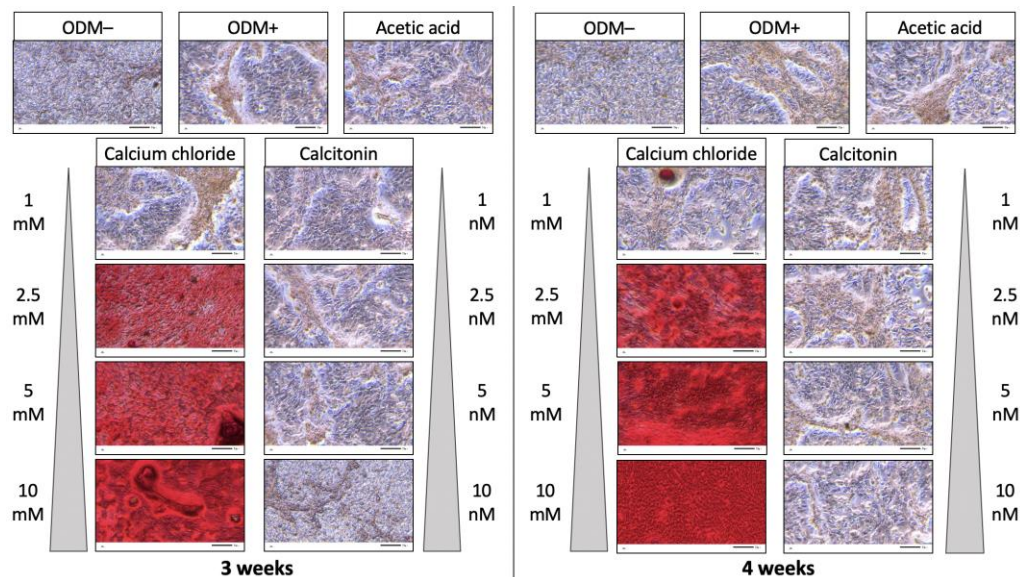 ODM–
ODM+
Acetic acid
Calcium chloride
Calcitonin
1
mM
1
nM
2.5
mM
2.5
nM
5
mM
5
nM
10
mM
10
nM
3 weeks
ODM–
ODM+
Acetic acid
Calcium chloride
Calcitonin
1
mM
1
nM
2.5
mM
2.5
nM
5
mM
5
nM
10
mM
10
nM
4 weeks